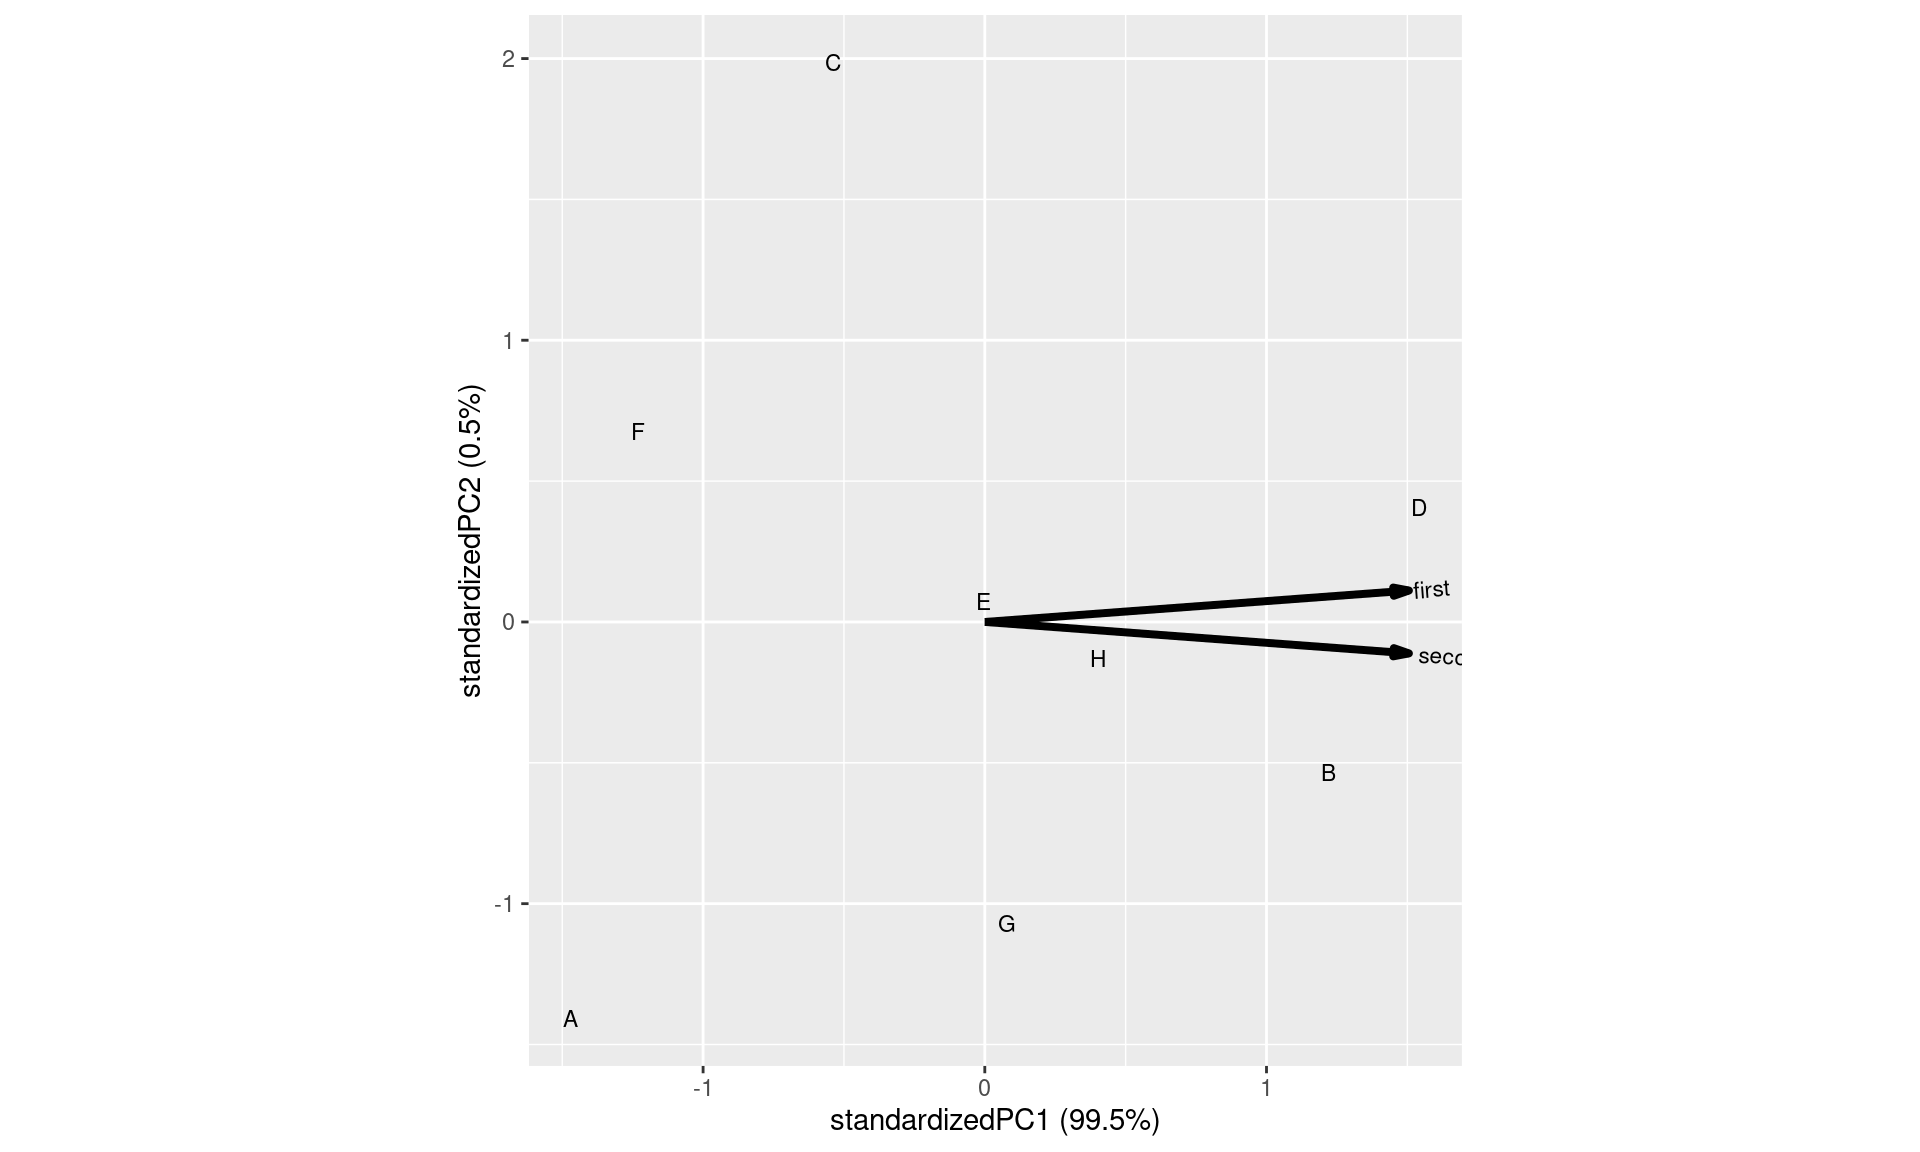 2
C
1
F
D
first
E
0
H
seco
B
-1
G
A
-1 0 1
standardizedPC1 (99.5%)
standardizedPC2 (0.5%)